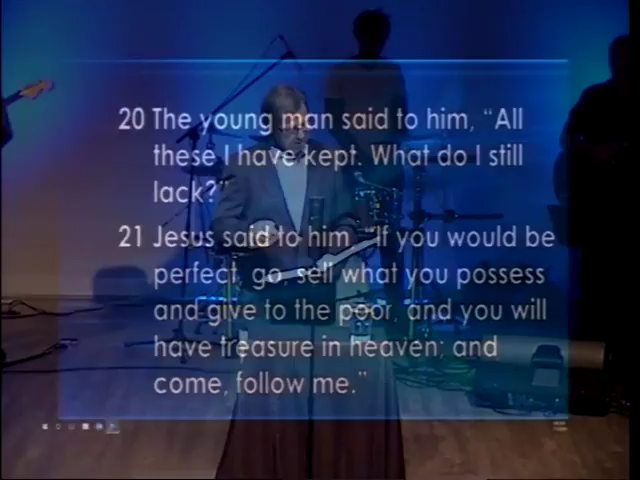 20 The young man said to him, “All
these I have kept. What do I still
lack?”
21 Jesus said to him, “If you would be
perfect, go, sell what you possess
and give to the poor, and you will
have treasure in heaven; and
come, follow me.”